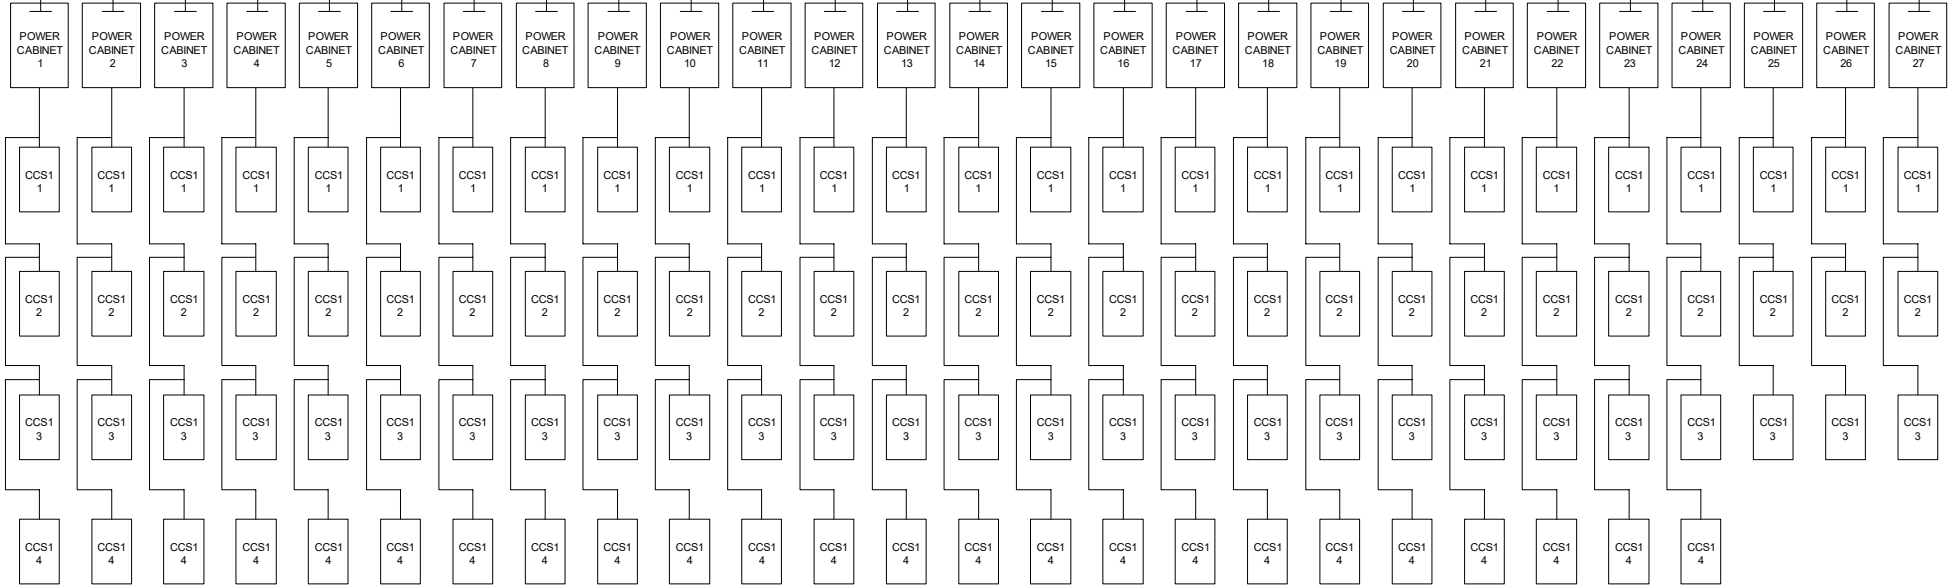 POWER CABINET 1
POWER CABINET 2
POWER CABINET 3
POWER CABINET 4
POWER CABINET 5
POWER CABINET 6
POWER CABINET 7
POWER CABINET 8
POWER CABINET 9
POWER CABINET 10
POWER CABINET 11
POWER CABINET 12
POWER CABINET 13
POWER CABINET 14
POWER CABINET 15
POWER CABINET 16
POWER CABINET 17
POWER CABINET 18
POWER CABINET 19
POWER CABINET 20
POWER CABINET 21
POWER CABINET 22
POWER CABINET 23
POWER CABINET 24
POWER CABINET 25
POWER CABINET 26
POWER CABINET 27
CCS1 CCS1 CCS1 CCS1 CCS1 CCS1 CCS1 CCS1 CCS1 CCS1 CCS1 CCS1 CCS1 CCS1 CCS1 CCS1 CCS1 CCS1 CCS1 CCS1 CCS1 CCS1 CCS1 CCS1 CCS1 CCS1 CCS1
1 1 1 1 1 1 1 1 1 1 1 1 1 1 1 1 1 1 1 1 1 1 1 1 1 1 1
CCS1 CCS1 CCS1 CCS1 CCS1 CCS1 CCS1 CCS1 CCS1 CCS1 CCS1 CCS1 CCS1 CCS1 CCS1 CCS1 CCS1 CCS1 CCS1 CCS1 CCS1 CCS1 CCS1 CCS1 CCS1 CCS1 CCS1
2 2 2 2 2 2 2 2 2 2 2 2 2 2 2 2 2 2 2 2 2 2 2 2 2 2 2
CCS1 CCS1 CCS1 CCS1 CCS1 CCS1 CCS1 CCS1 CCS1 CCS1 CCS1 CCS1 CCS1 CCS1 CCS1 CCS1 CCS1 CCS1 CCS1 CCS1 CCS1 CCS1 CCS1 CCS1 CCS1 CCS1 CCS1
3 3 3 3 3 3 3 3 3 3 3 3 3 3 3 3 3 3 3 3 3 3 3 3 3 3 3
CCS1 CCS1 CCS1 CCS1 CCS1 CCS1 CCS1 CCS1 CCS1 CCS1 CCS1 CCS1 CCS1 CCS1 CCS1 CCS1 CCS1 CCS1 CCS1 CCS1 CCS1 CCS1 CCS1 CCS1
4 4 4 4 4 4 4 4 4 4 4 4 4 4 4 4 4 4 4 4 4 4 4 4